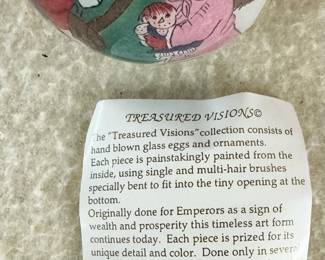 TREASURED VISIONS©
The "Treasured Visions"collection consists of
hand blown glass eggs and ornaments.
Each piece is painstakingly painted from the
inside, using single and multi-hair brushes
specially bent to fit into the tiny opening at the
bottom.
Originally done for Emperors as a sign of
wealth and prosperity this timeless art form
continues today. Each piece is prized for its
unique detail and color. Done only in several